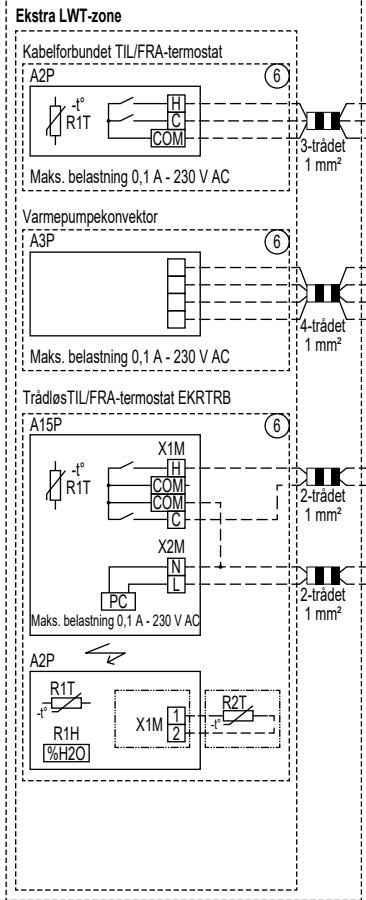 Ekstra LWT-zone
Kabelforbundet TIL/FRA-termostat
A2P
6
-t°
R1T
H
C
COM
Maks. belastning 0,1 A - 230 V AC
3-trådet
1 mm²
Varmepumpekonvektor
A3P
6
Maks. belastning 0,1 A - 230 V AC
4-trådet
1 mm²
TrådløsTIL/FRA-termostat EKRTRB
A15P
6
X1M
-t°
R1T
H
COM
COM
C
2-trådet
1 mm²
X2M
N
L
PC
Maks. belastning 0,1 A - 230 V AC
2-trådet
1 mm²
A2P
R1T
-t°
R1H
%H2O
X1M
1
2
R2T
-t°